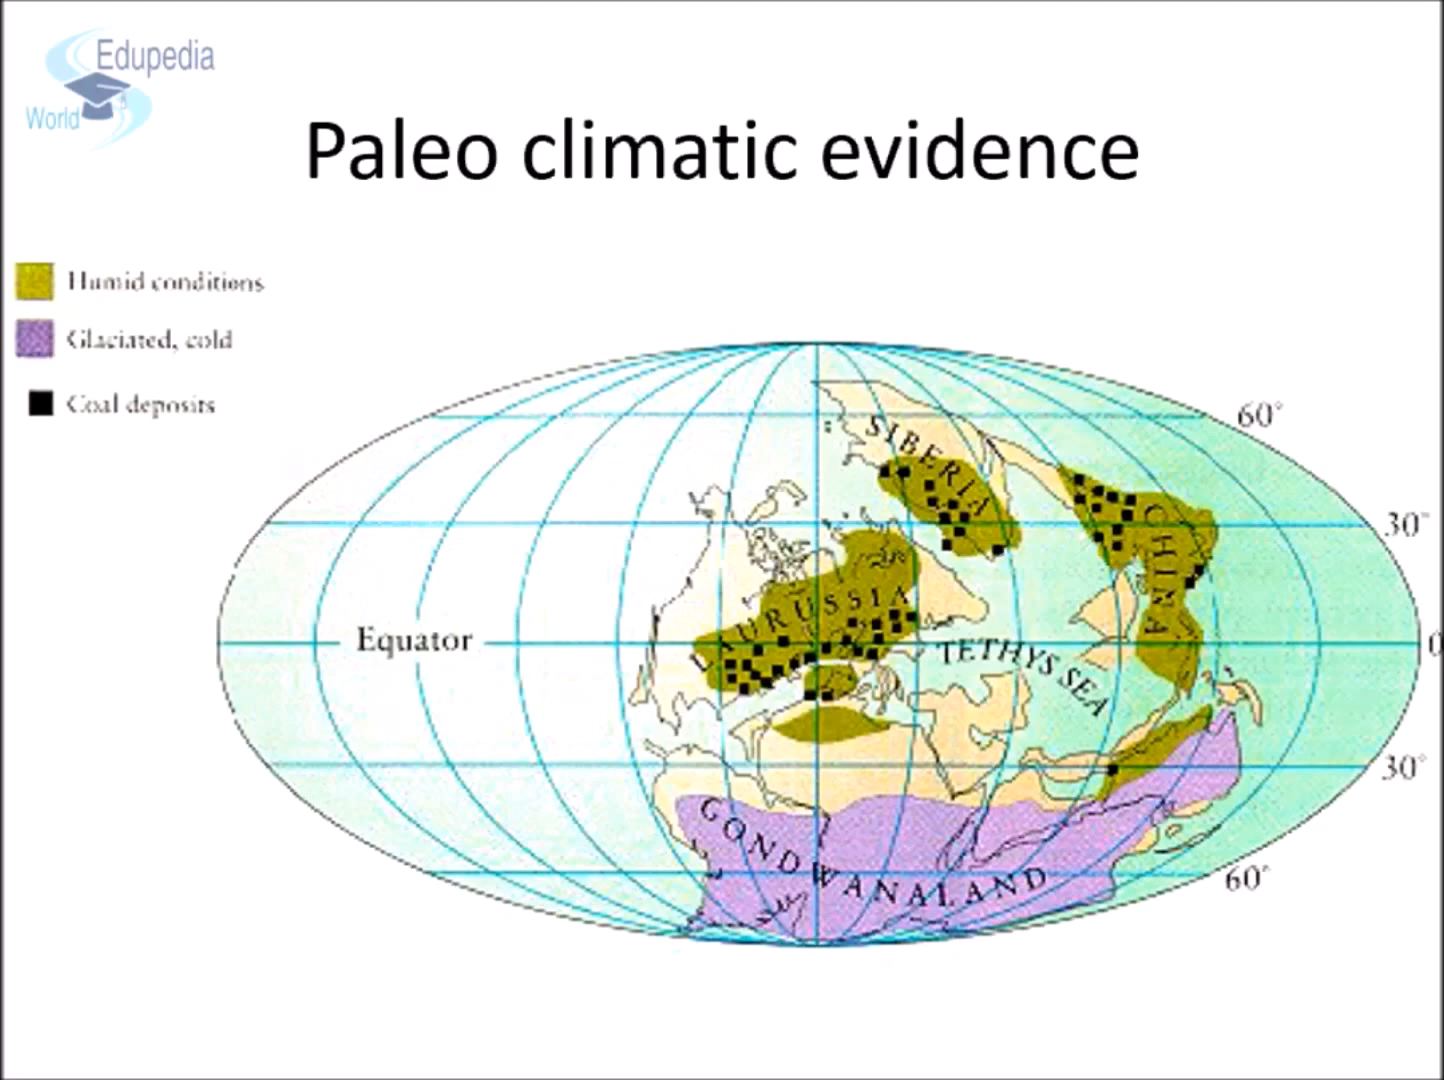 Edupedia
World
Paleo climatic evidence
Humid conditions
Glaciated, cold
Coal deposits
60°
SIBERIA
30°
CHINA
LAURUSSIA
Equator
TETHYS SEA
0
30°
GONDWANALAND
60°